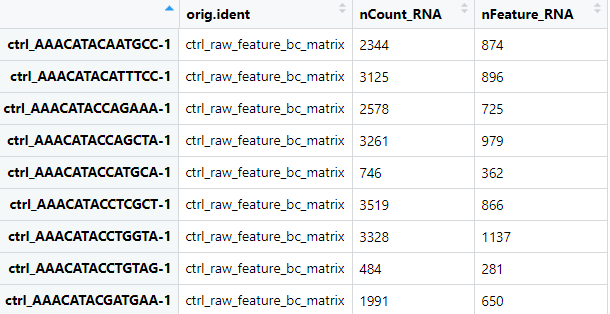 orig.ident nCount_RNA nFeature_RNA
ctrl_AAACATACAATGCC-1 ctrl_raw_feature_bc_matrix 2344 874
ctrl_AAACATACATTTCC-1 ctrl_raw_feature_bc_matrix 3125 896
ctrl_AAACATACCAGAAA-1 ctrl_raw_feature_bc_matrix 2578 725
ctrl_AAACATACCAGCTA-1 ctrl_raw_feature_bc_matrix 3261 979
ctrl_AAACATACCATGCA-1 ctrl_raw_feature_bc_matrix 746 362
ctrl_AAACATACCTCGCT-1 ctrl_raw_feature_bc_matrix 3519 866
ctrl_AAACATACCTGGTA-1 ctrl_raw_feature_bc_matrix 3328 1137
ctrl_AAACATACCTGTAG-1 ctrl_raw_feature_bc_matrix 484 281
ctrl_AAACATACGATGAA-1 ctrl_raw_feature_bc_matrix 1991 650